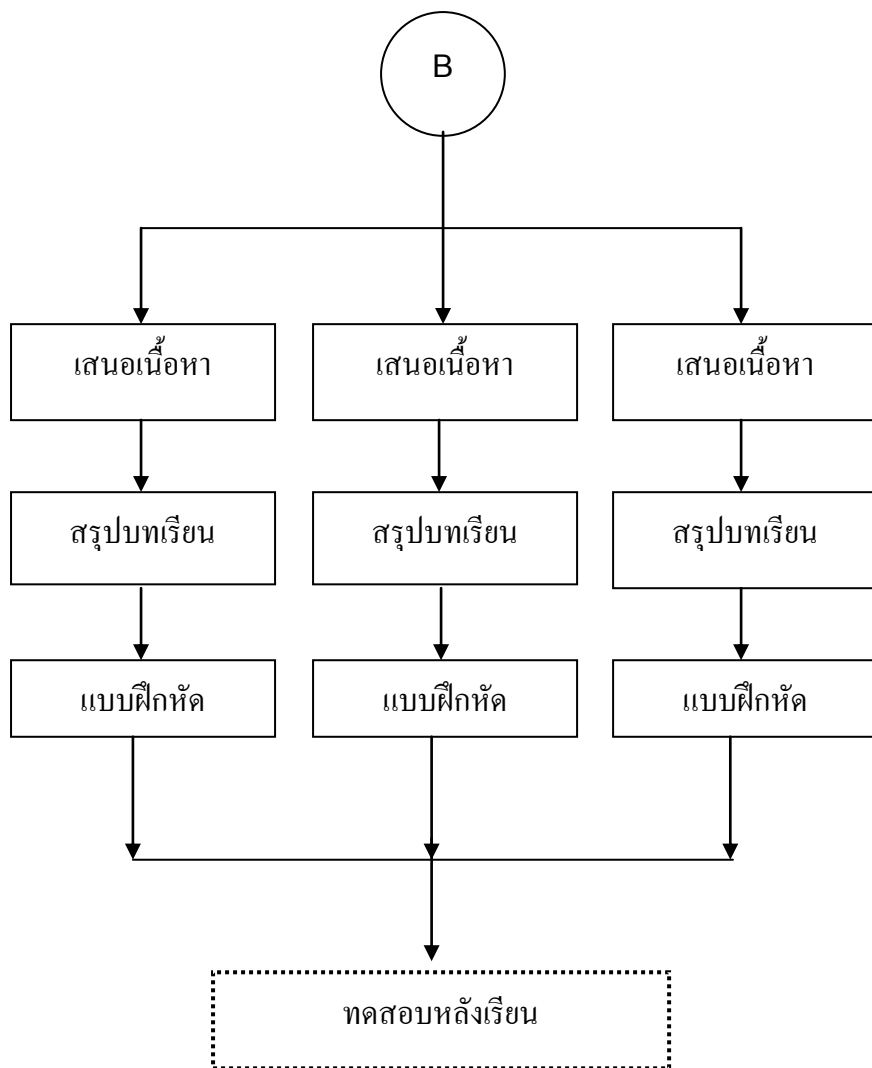 B
เสนอเนื้อหา
เสนอเนื้อหา
เสนอเนื้อหา
สรุปบทเรียน
สรุปบทเรียน
สรุปบทเรียน
แบบฝึกหัด
แบบฝึกหัด
แบบฝึกหัด
ทดสอบหลังเรียน